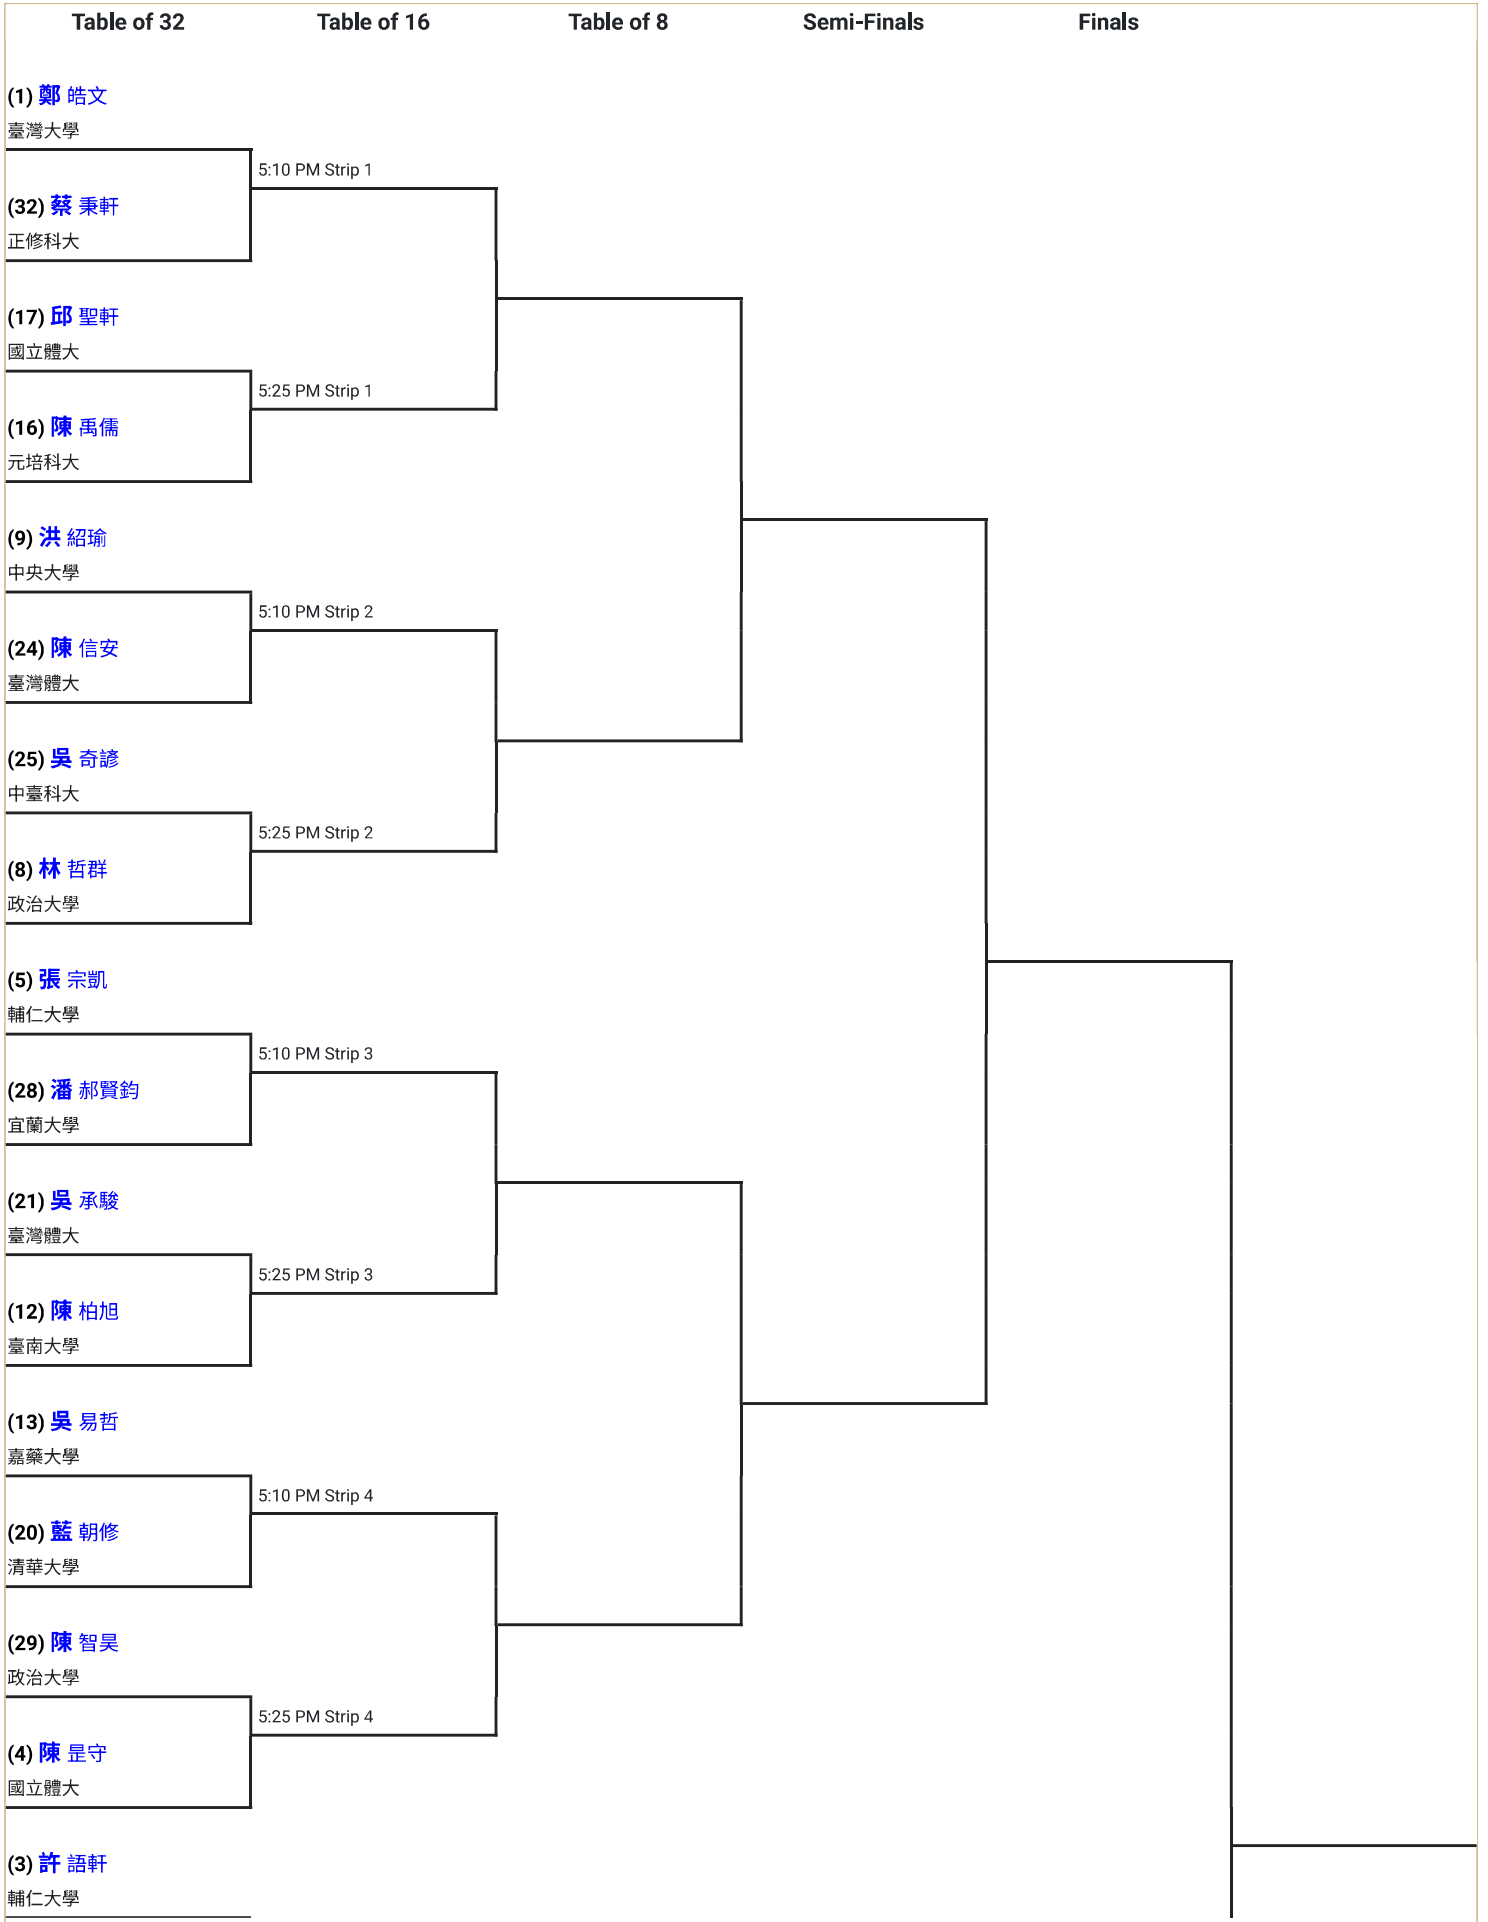 Table of 32 Table of 16 Table of 8 Semi-Finals Finals
(1) 鄭 皓文
臺灣大學
5:10 PM Strip 1
(32) 蔡 秉軒
正修科大
(17) 邱 聖軒
國立體大
5:25 PM Strip 1
(16) 陳 禹儒
元培科大
(9) 洪 紹瑜
中央大學
5:10 PM Strip 2
(24) 陳 信安
臺灣體大
(25) 吳 奇諺
中臺科大
5:25 PM Strip 2
(8) 林 哲群
政治大學
(5) 張 宗凱
輔仁大學
5:10 PM Strip 3
(28) 潘 郝賢鈞
宜蘭大學
(21) 吳 承駿
臺灣體大
5:25 PM Strip 3
(12) 陳 柏旭
臺南大學
(13) 吳 易哲
嘉藥大學
5:10 PM Strip 4
(20) 藍 朝修
清華大學
(29) 陳 智昊
政治大學
5:25 PM Strip 4
(4) 陳 昰守
國立體大
(3) 許 語軒
輔仁大學